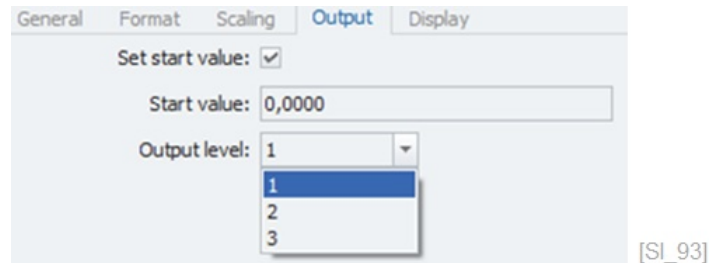 General Format Scaling Output Display
Set start value:
Start value: 0,0000
Output level: 1
1
2
3
[SI_93]